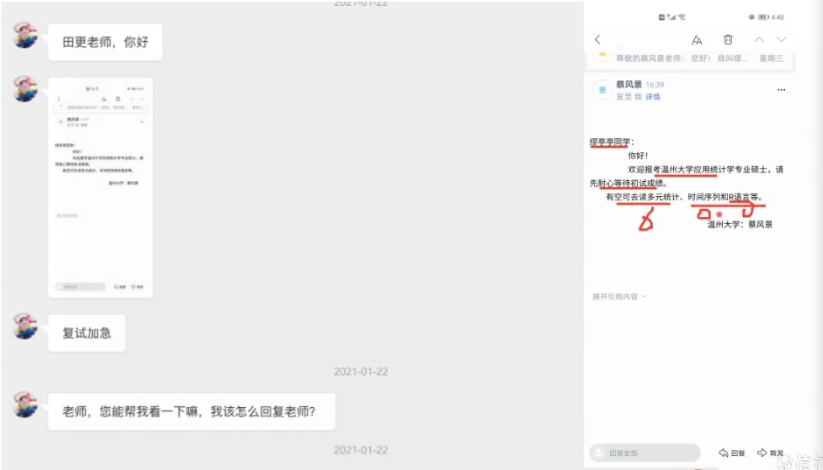 2021-01-22
田更老师，你好
复试加急
2021-01-22
老师，您能帮我看一下嘛，我该怎么回复老师？
2021-01-22
4:40
尊敬的蔡风景老师： 您好！ 我叫缪... 星期三
蔡风景 16:39
发至 我 详情
缪亭亭同学：
你好！
欢迎报考温州大学应用统计学专业硕士，请
先耐心等待初试成绩。
有空可去读多元统计、时间序列和R语言等。
温州大学：蔡风景
展开引用内容
回复全部
回复
转发